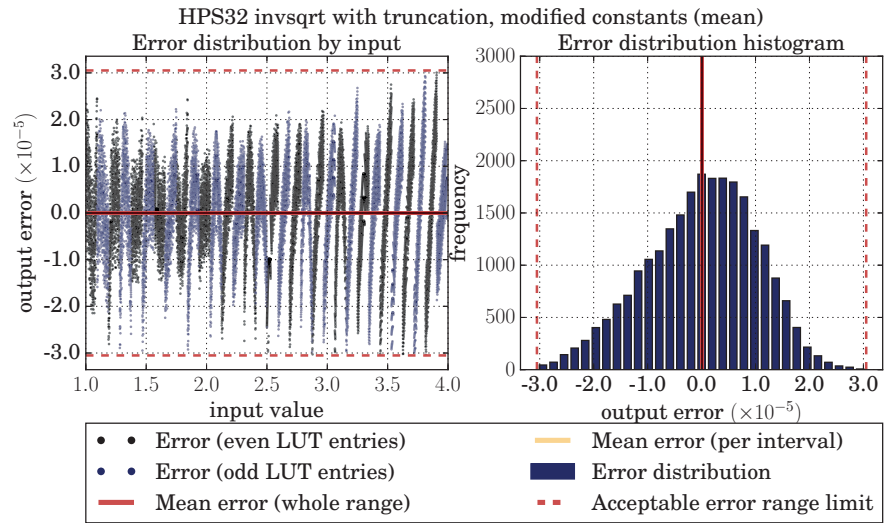 HPS32 invsqrt with truncation, modified constants (mean)
Error distribution by input
Error distribution histogram
output error (×10⁻⁵)
3.0
2.0
1.0
0.0
-1.0
-2.0
-3.0
1.0 1.5 2.0 2.5 3.0 3.5 4.0
input value
frequency
3000
2500
2000
1500
1000
500
0
-3.0 -2.0 -1.0 0.0 1.0 2.0 3.0
output error (×10⁻⁵)
Error (even LUT entries)
Error (odd LUT entries)
Mean error (whole range)
Mean error (per interval)
Error distribution
Acceptable error range limit